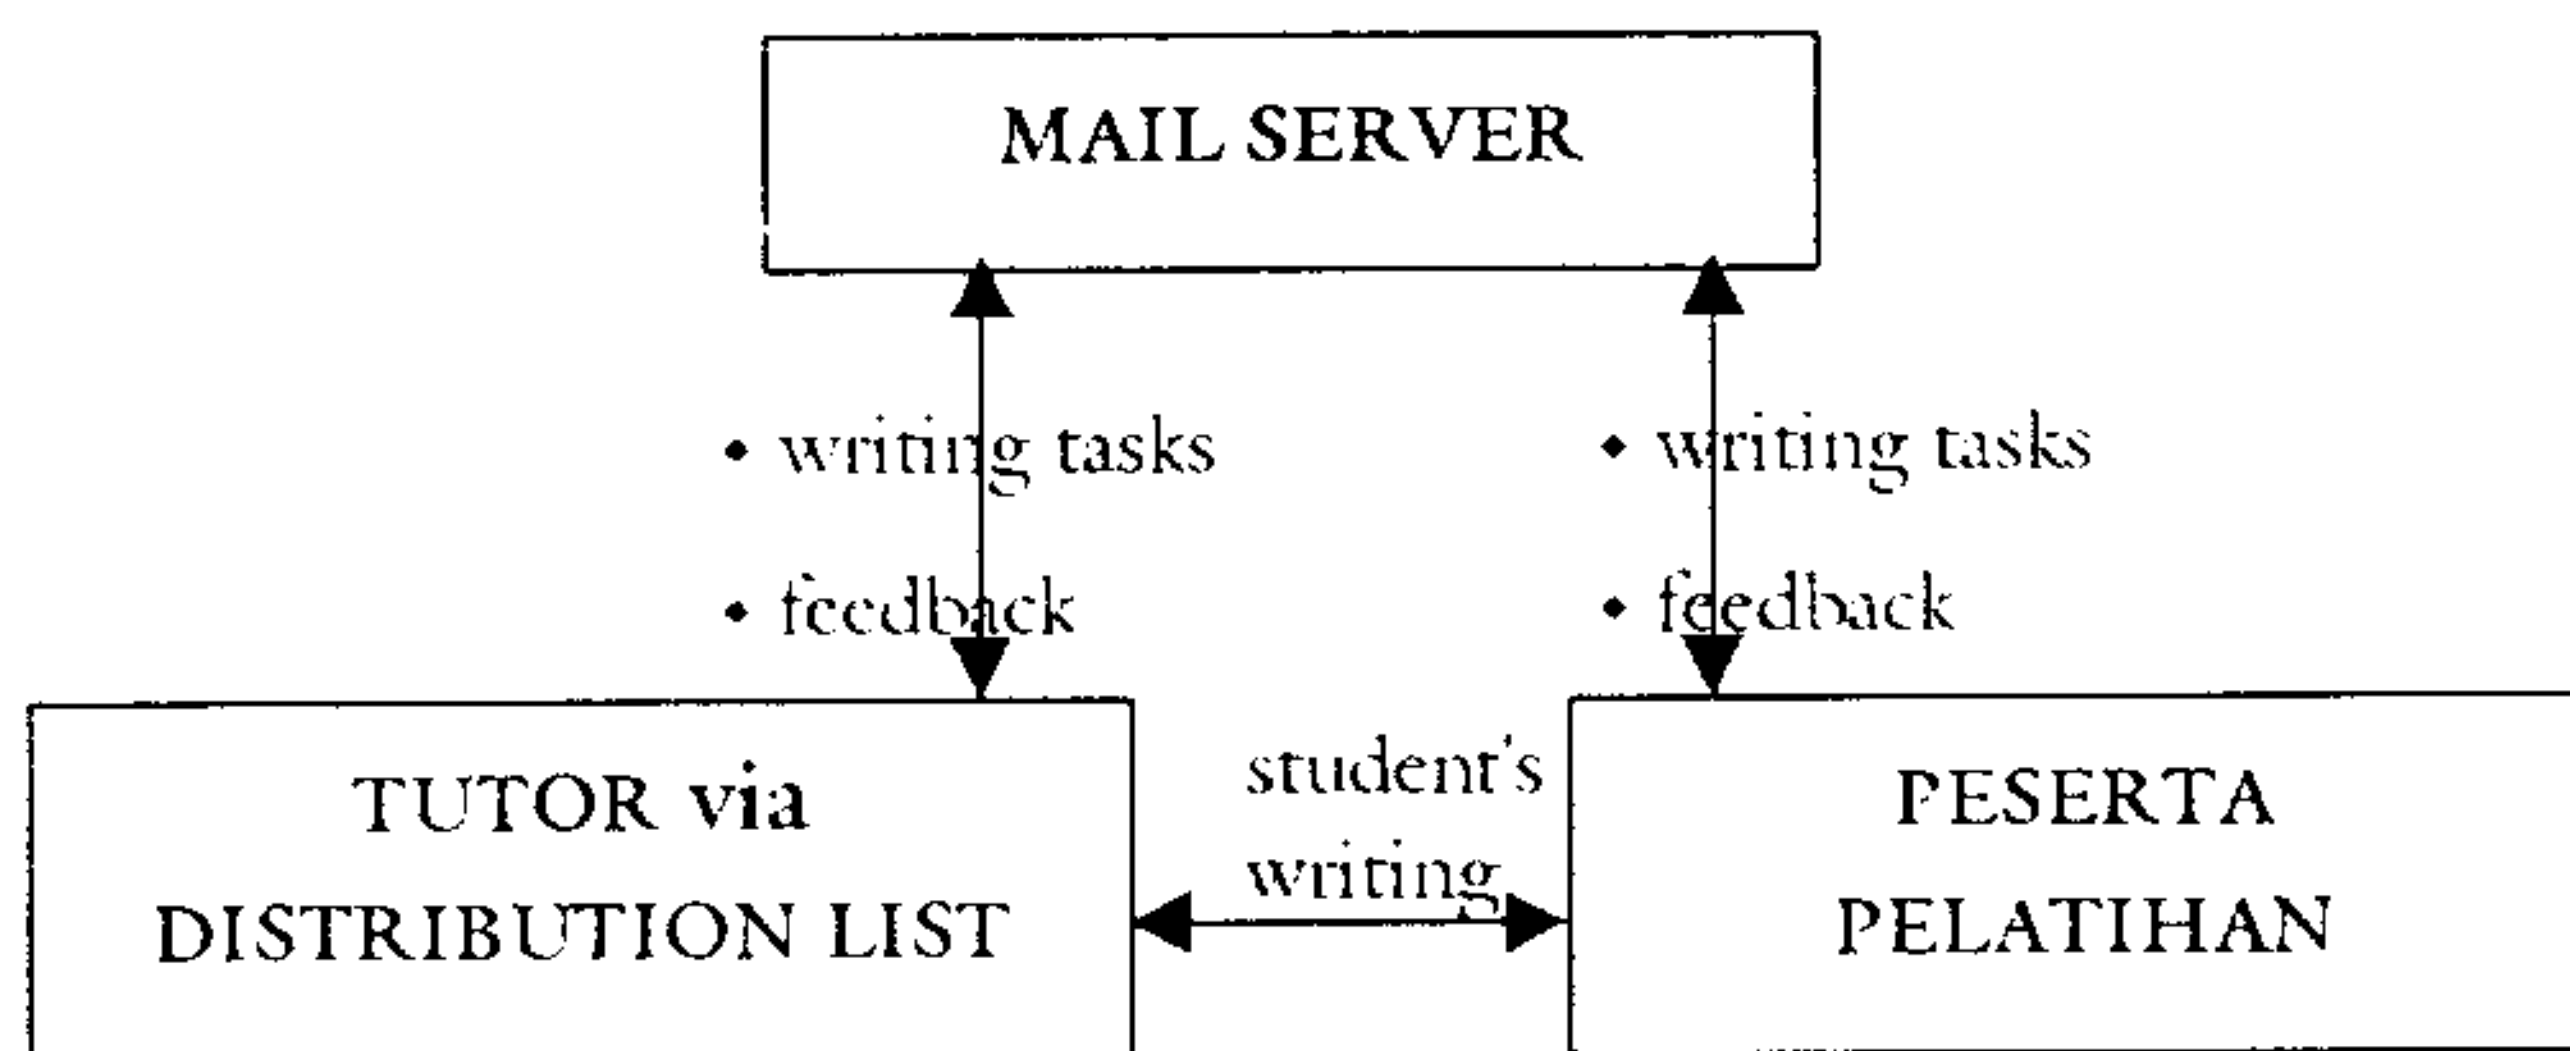 MAIL SERVER
• writing tasks
• feedback
• writing tasks
• feedback
TUTOR via
DISTRIBUTION LIST
student's
writing
PESERTA
PELATIHAN